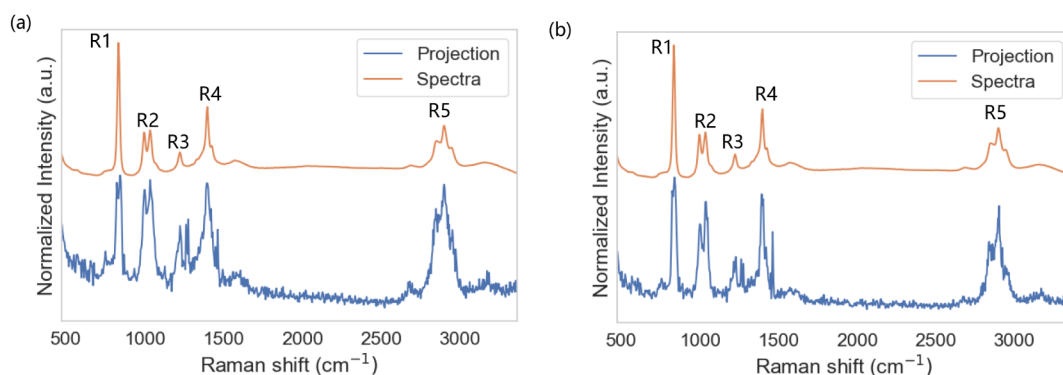 (a)
Normalized Intensity (a.u.)
R1
R2
R3
R4
R5
Projection
Spectra
500 1000 1500 2000 2500 3000
Raman shift (cm⁻¹)
(b)
Normalized Intensity (a.u.)
R1
R2
R3
R4
R5
Projection
Spectra
500 1000 1500 2000 2500 3000
Raman shift (cm⁻¹)